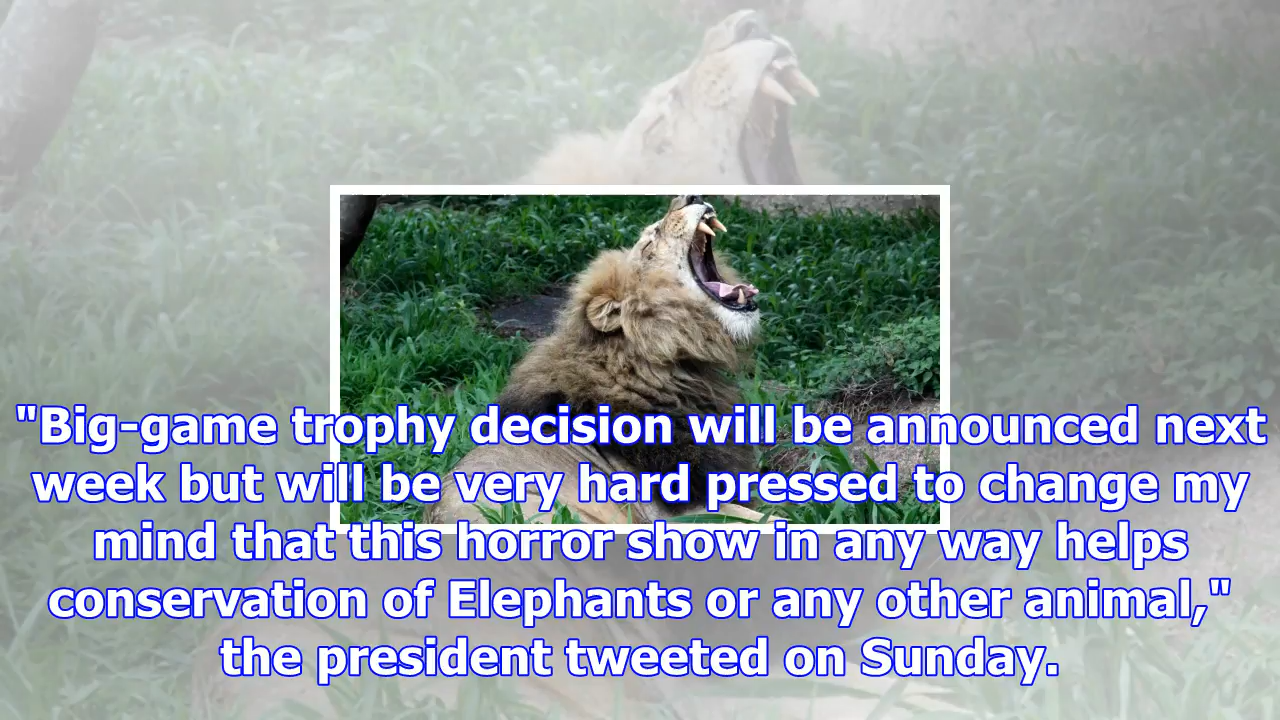 "Big-game trophy decision will be announced next
week but will be very hard pressed to change my
mind that this horror show in any way helps
conservation of Elephants or any other animal,"
the president tweeted on Sunday.